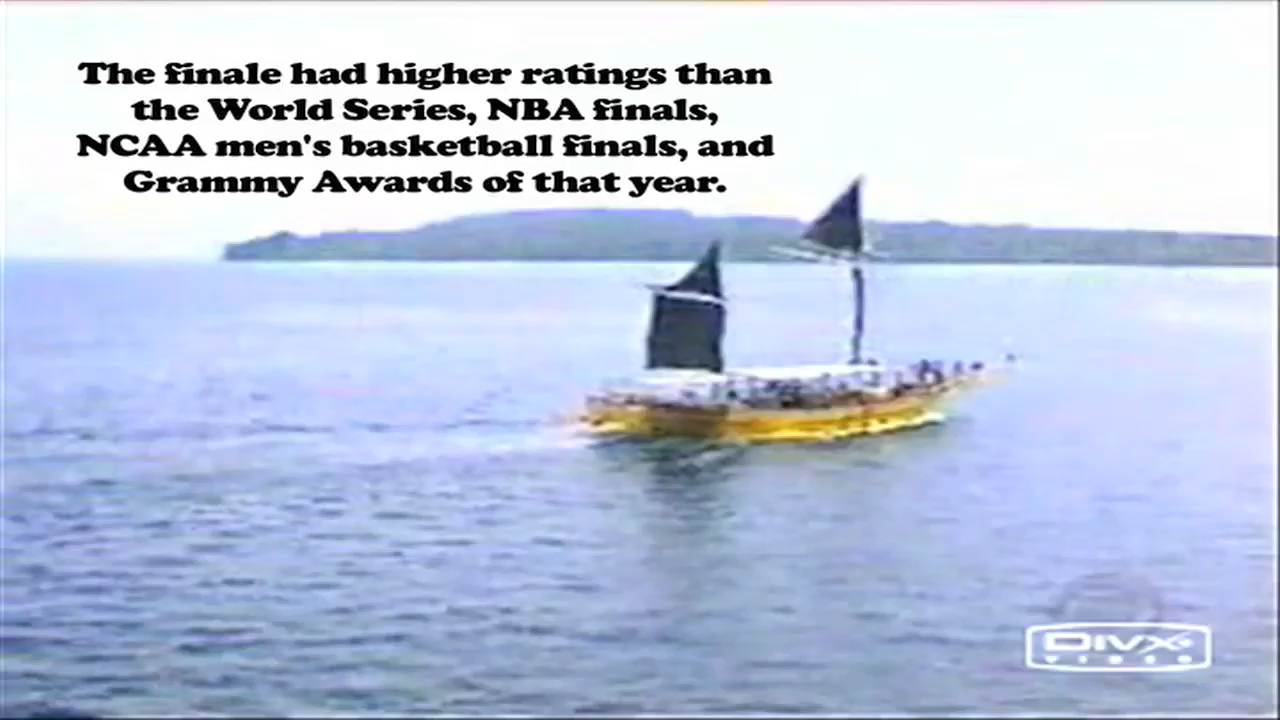 The finale had higher ratings than
the World Series, NBA finals,
NCAA men's basketball finals, and
Grammy Awards of that year.
DIVX
VIDEO